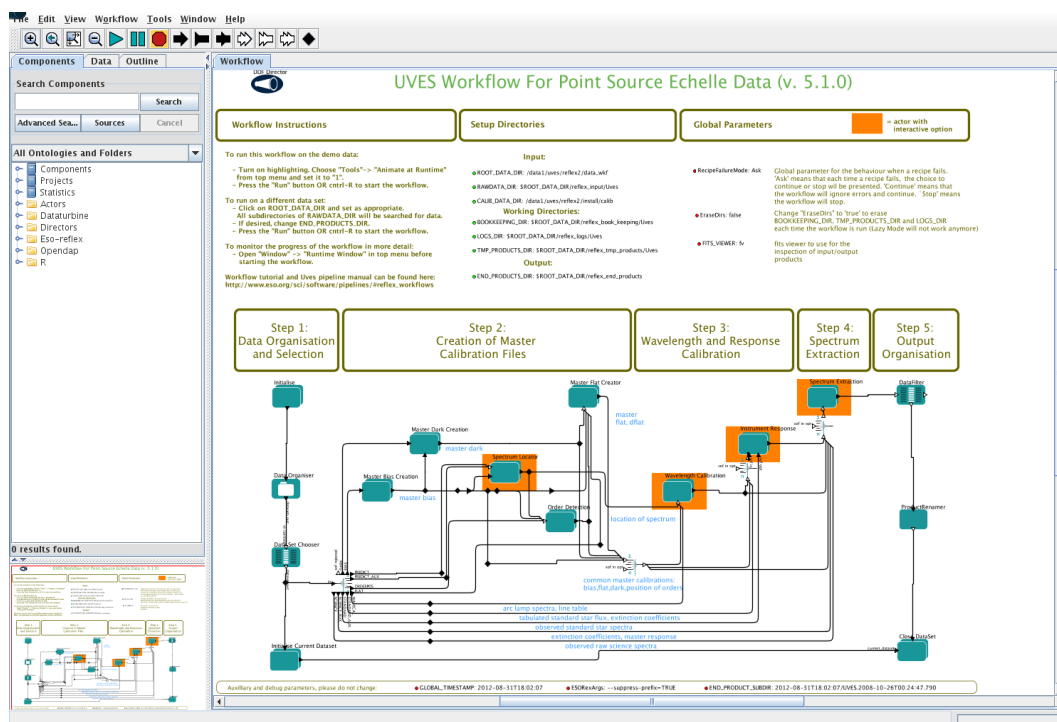 File Edit View Workflow Tools Window Help
Components Data Outline
Search Components
Search
Advanced Sea... Sources Cancel
All Ontologies and Folders
Components
Projects
Statistics
Actors
Dataturbine
Directors
Eso-reflex
Opendap
R
0 results found.
Workflow
DDF Director
UVES Workflow For Point Source Echelle Data (v. 5.1.0)
Workflow Instructions
Setup Directories
Global Parameters
= actor with
interactive option
To run this workflow on the demo data:
- Turn on highlighting. Choose "Tools"-> "Animate at Runtime"
from top menu and set it to "1".
- Press the "Run" button OR cntrl-R to start the workflow.
To run on a different data set:
- Click on ROOT_DATA_DIR and set as appropriate.
All subdirectories of RAWDATA_DIR will be searched for data.
- If desired, change END_PRODUCTS_DIR.
- Press the "Run" button OR cntrl-R to start the workflow.
To monitor the progress of the workflow in more detail:
- Open "Window" -> "Runtime Window" in top menu before
starting the workflow.
Workflow tutorial and Uves pipeline manual can be found here:
http://www.eso.org/sci/software/pipelines/#reflex_workflows
Input:
ROOT_DATA_DIR: /data1/uves/reflex2/data_wkf
RAWDATA_DIR: $ROOT_DATA_DIR/reflex_input/Uves
CALIB_DATA_DIR: /data1/uves/reflex2/install/calib
Working Directories:
BOOKKEEPING_DIR: $ROOT_DATA_DIR/reflex_book_keeping/Uves
LOGS_DIR: $ROOT_DATA_DIR/reflex_logs/Uves
TMP_PRODUCTS_DIR: $ROOT_DATA_DIR/reflex_tmp_products/Uves
Output:
END_PRODUCTS_DIR: $ROOT_DATA_DIR/reflex_end_products
RecipeFailureMode: Ask
Global parameter for the behaviour when a recipe fails.
'Ask' means that each time a recipe fails, the choice to
continue or stop wil be presented. 'Continue' means that
the workflow will ignore errors and continue. `Stop' means
the workflow will stop.
EraseDirs: false
Change "EraseDirs" to 'true' to erase
BOOKKEEPING_DIR, TMP_PRODUCTS_DIR and LOGS_DIR
each time the workflow is run (Lazy Mode will not work anymore)
FITS_VIEWER: fv
fits viewer to use for the
inspection of input/output
products
Step 1:
Data Organisation
and Selection
Step 2:
Creation of Master
Calibration Files
Step 3:
Wavelength and Response
Calibration
Step 4:
Spectrum
Extraction
Step 5:
Output
Organisation
Initialise
Master Flat Creator
Spectrum Extraction
DataFilter
master
flat, dflat
Master Dark Creation
master dark
Instrument Response
Spectrum Locator
Data Organiser
Master Bias Creation
master bias
Wavelength Calibration
Order Detection
location of spectrum
ProductRenamer
Data Set Chooser
common master calibrations:
bias,flat,dark,position of orders
arc lamp spectra, line table
tabulated standard star flux, extinction coefficients
observed standard star spectra
extinction coefficients, master response
observed raw science spectra
Initialise Current Dataset
Close DataSet
Auxilliary and debug parameters, please do not change
GLOBAL_TIMESTAMP: 2012-08-31T18:02:07
ESORexArgs: --suppress-prefix=TRUE
END_PRODUCT_SUBDIR: 2012-08-31T18:02:07/UVES.2008-10-26T00:24:47.790